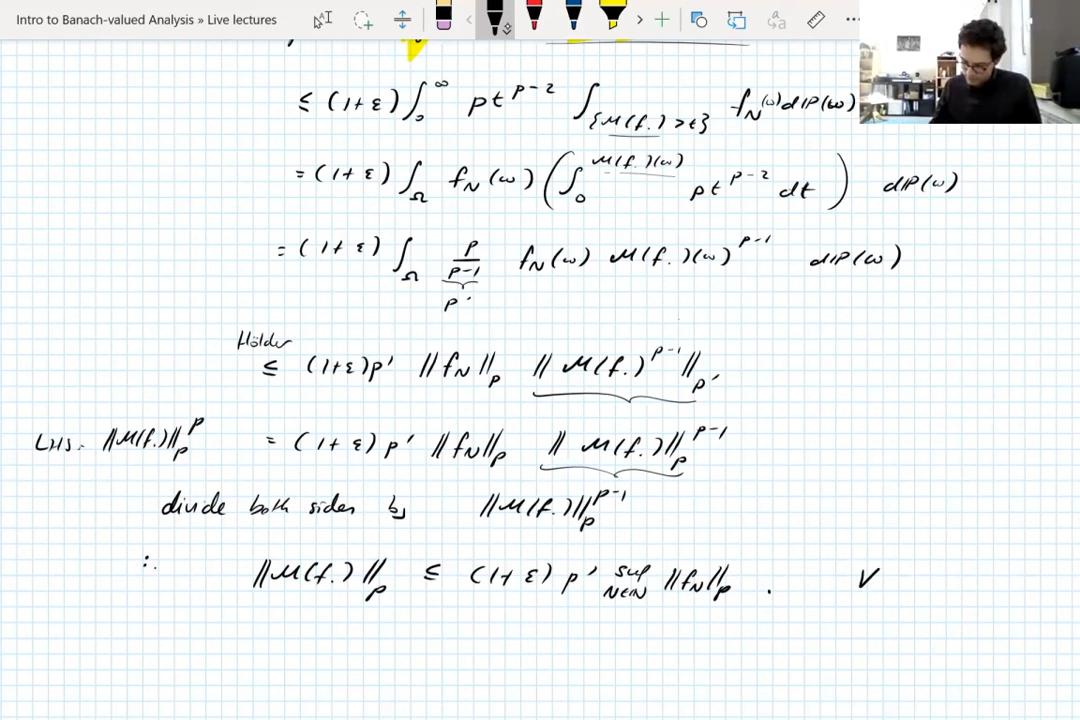 Intro to Banach-valued Analysis » Live lectures
≤ (1+ε) ∫₀^∞ p t^{p-2} ∫_{{M(f.)>t}} f_N(ω) dP(ω)
= (1+ε) ∫_Ω f_N(ω) ( ∫₀^{M(f.)(ω)} p t^{p-2} dt ) dP(ω)
= (1+ε) ∫_Ω p/(p-1) f_N(ω) M(f.)(ω)^{p-1} dP(ω)
p'
Hölder
≤ (1+ε)p' ||f_N||_p ||M(f.)^{p-1}||_{p'}
LHS: ||M(f.)||_p^p = (1+ε) p' ||f_N||_p ||M(f.)||_p^{p-1}
divide both sides by ||M(f.)||_p^{p-1}
∴ ||M(f.)||_p ≤ (1+ε) p' sup_{N∈ℕ} ||f_N||_p . V